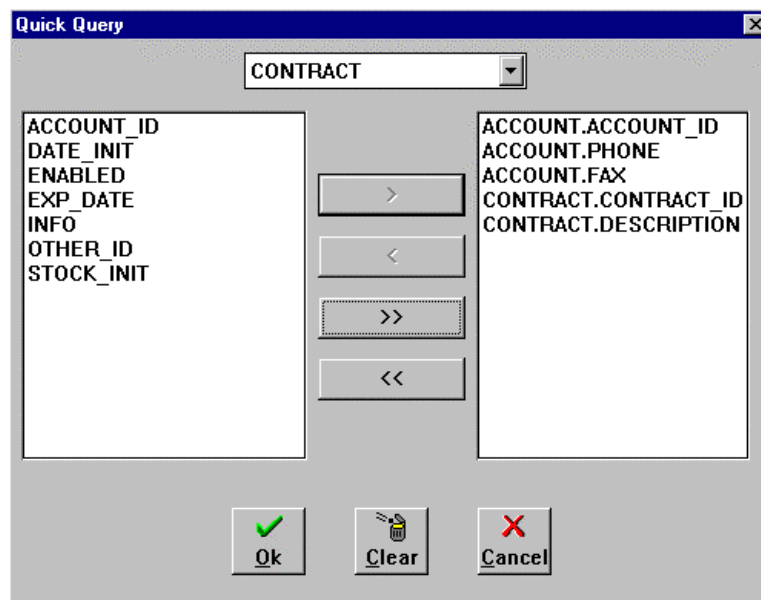 Quick Query
CONTRACT
ACCOUNT_ID
DATE_INIT
ENABLED
EXP_DATE
INFO
OTHER_ID
STOCK_INIT
>
<
>>
<<
ACCOUNT.ACCOUNT_ID
ACCOUNT.PHONE
ACCOUNT.FAX
CONTRACT.CONTRACT_ID
CONTRACT.DESCRIPTION
Ok
Clear
Cancel